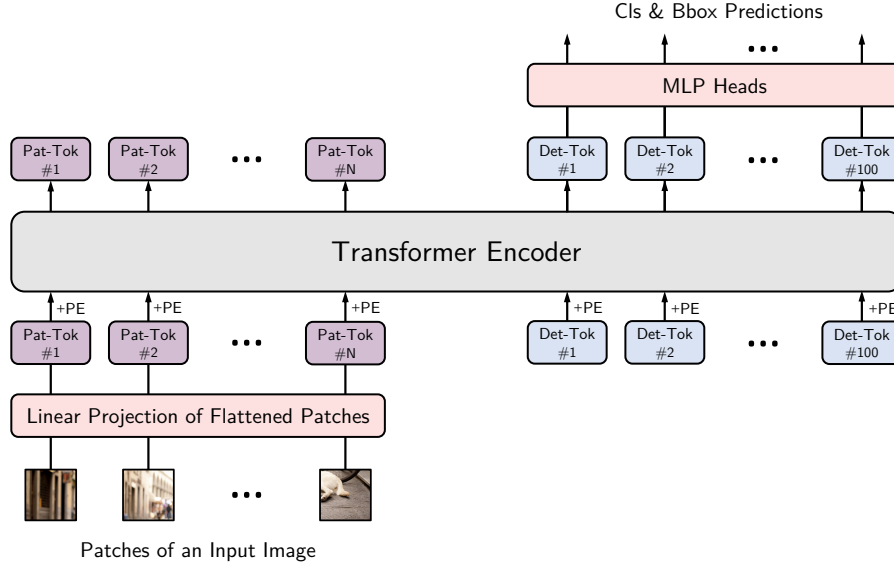 Cls & Bbox Predictions
•••
MLP Heads
Pat-Tok #1
Pat-Tok #2
•••
Pat-Tok #N
Det-Tok #1
Det-Tok #2
•••
Det-Tok #100
Transformer Encoder
+PE
+PE
+PE
+PE
+PE
+PE
Pat-Tok #1
Pat-Tok #2
•••
Pat-Tok #N
Det-Tok #1
Det-Tok #2
•••
Det-Tok #100
Linear Projection of Flattened Patches
•••
Patches of an Input Image